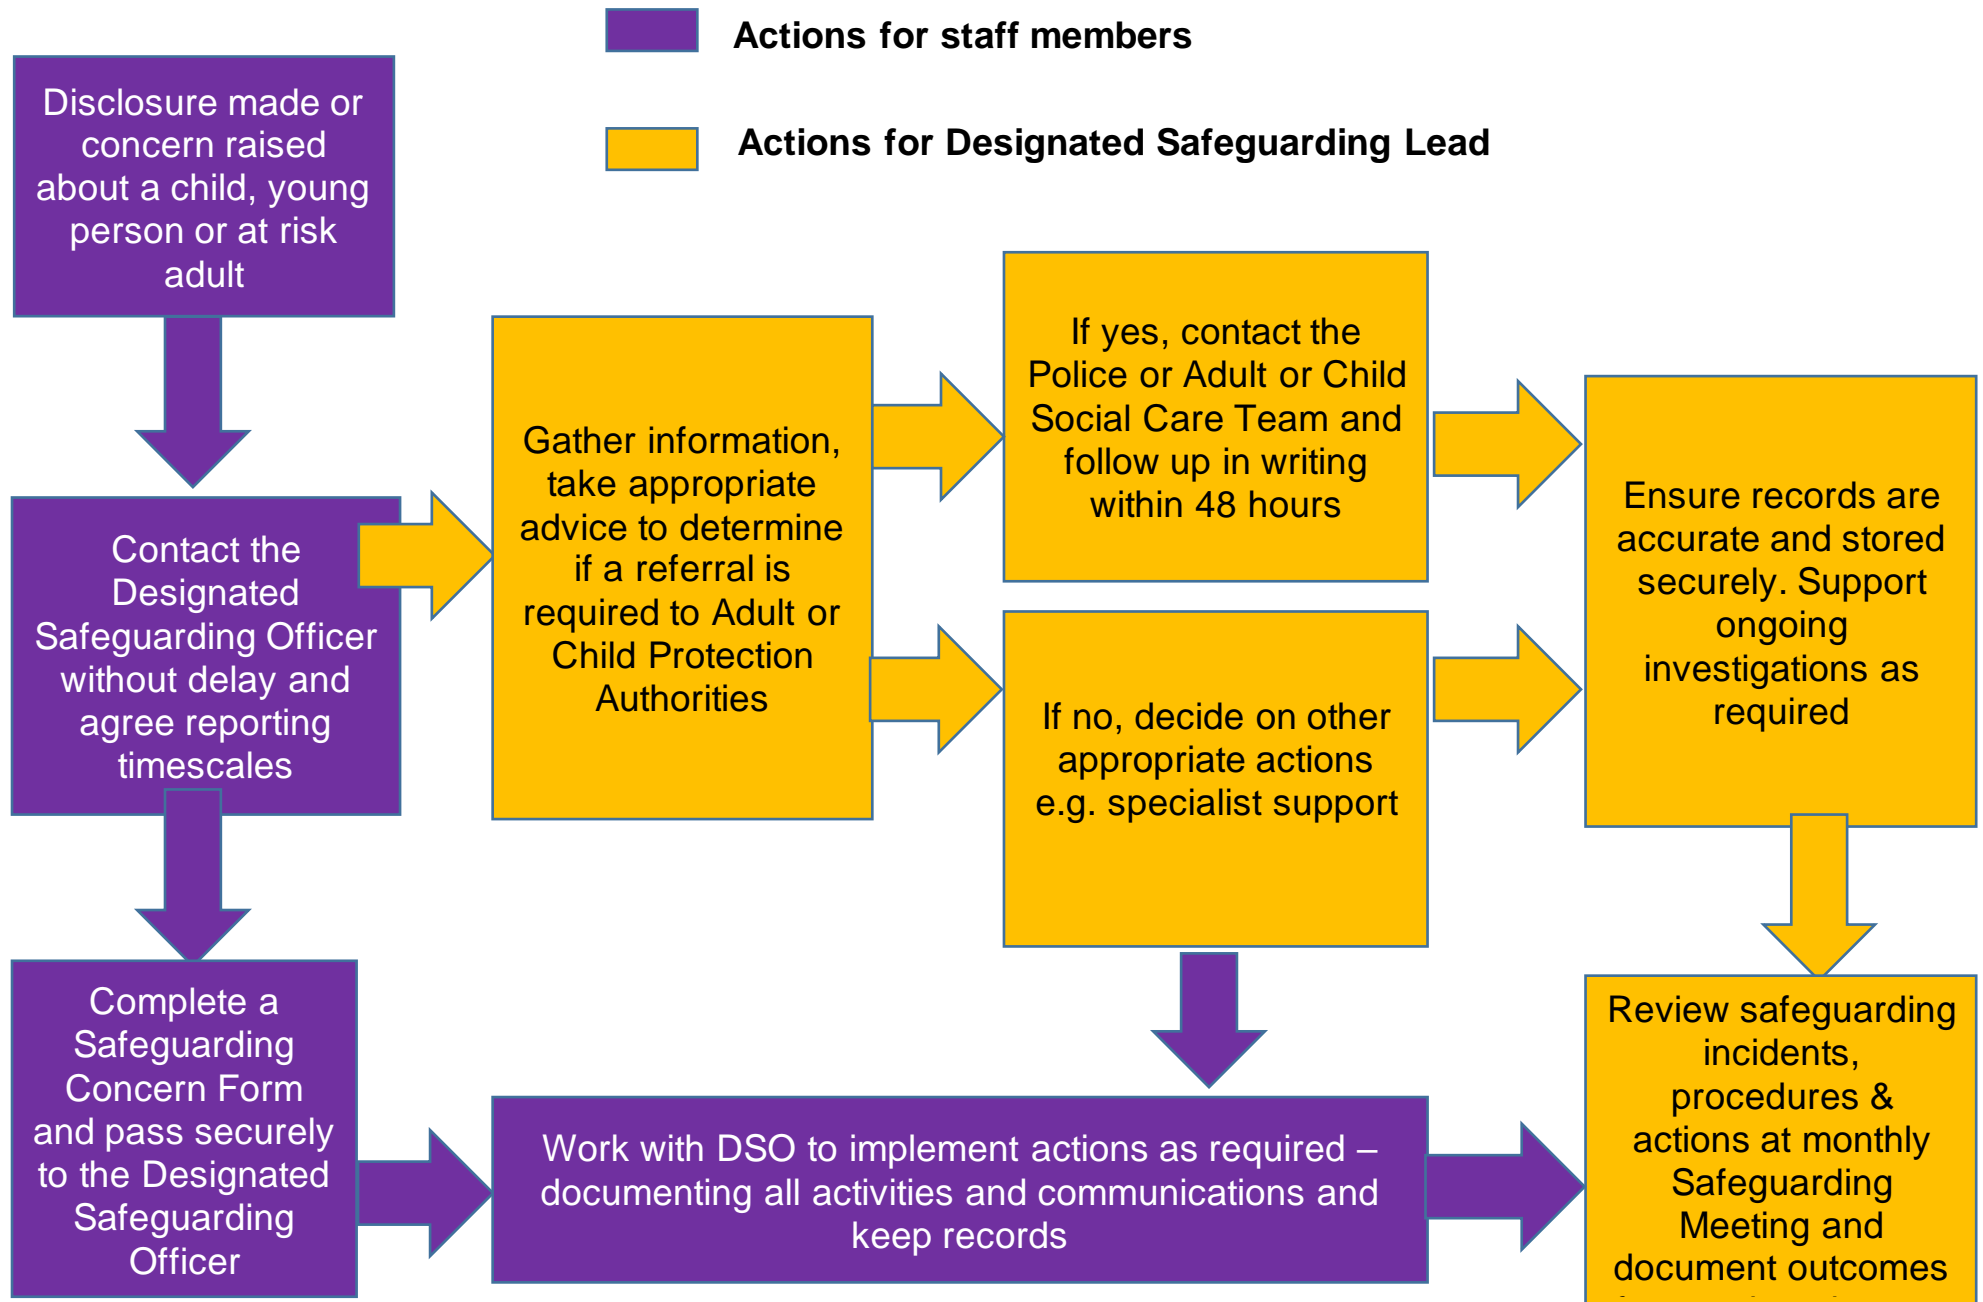 Actions for staff members
Actions for Designated Safeguarding Lead
Disclosure made or
concern raised
about a child, young
person or at risk
adult
Contact the
Designated
Safeguarding Officer
without delay and
agree reporting
timescales
Complete a
Safeguarding
Concern Form
and pass securely
to the Designated
Safeguarding
Officer
Gather information,
take appropriate
advice to determine
if a referral is
required to Adult or
Child Protection
Authorities
If yes, contact the
Police or Adult or Child
Social Care Team and
follow up in writing
within 48 hours
If no, decide on other
appropriate actions
e.g. specialist support
Work with DSO to implement actions as required –
documenting all activities and communications and
keep records
Ensure records are
accurate and stored
securely. Support
ongoing
investigations as
required
Review safeguarding
incidents,
procedures &
actions at monthly
Safeguarding
Meeting and
document outcomes